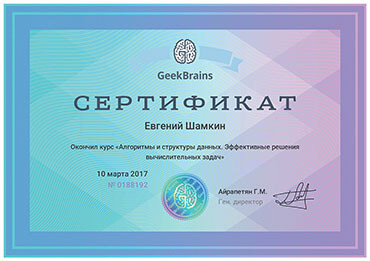 GeekBrains
СЕРТИФИКАТ
Евгений Шамкин
Окончил курс «Алгоритмы и структуры данных. Эффективные решения
вычислительных задач»
10 марта 2017
№ 0188192
Айрапетян Г.М.
Ген. директор